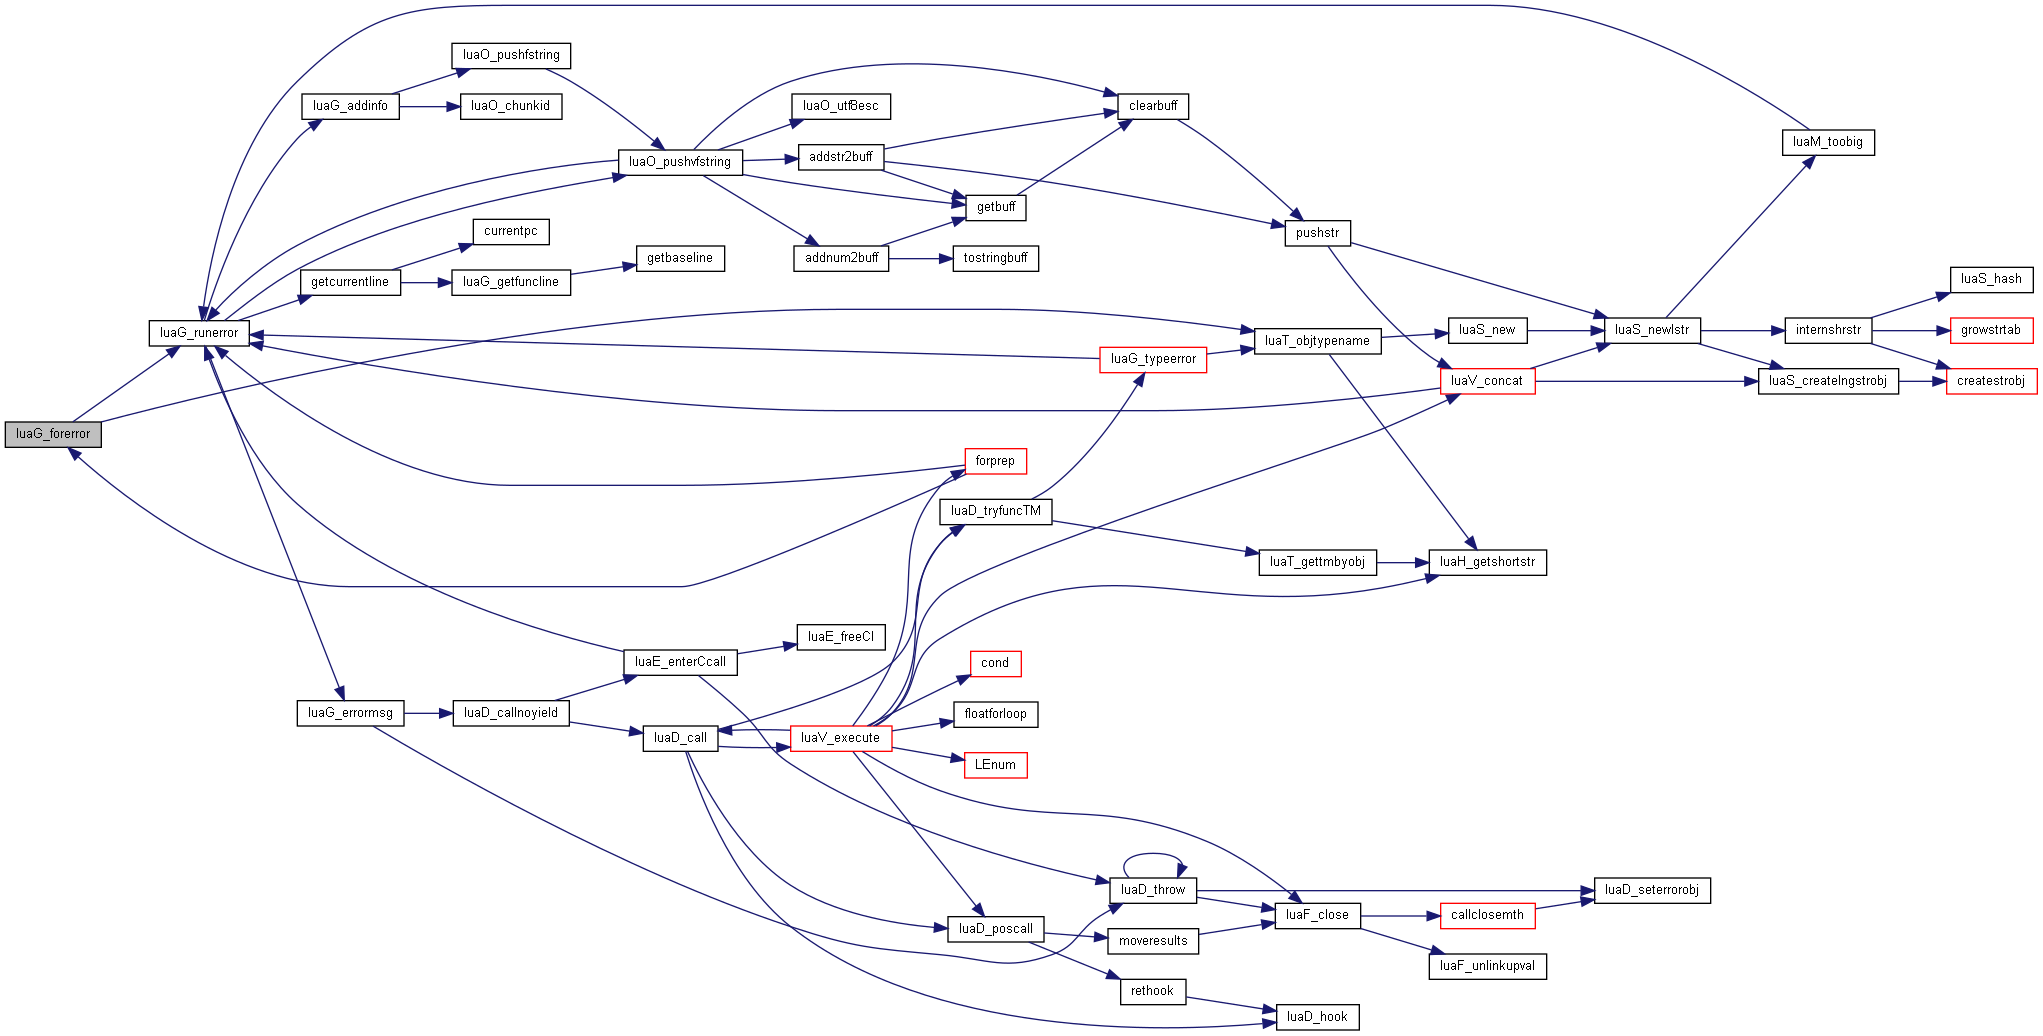 luaO_pushfstring
luaG_addinfo
luaO_chunkid
luaO_utf8esc
clearbuff
luaM_toobig
luaO_pushvfstring
addstr2buff
getbuff
currentpc
pushstr
getbaseline
addnum2buff
tostringbuff
getcurrentline
luaG_getfuncline
luaS_hash
luaG_runerror
luaT_objtypename
luaS_new
luaS_newlstr
internshrstr
growstrtab
luaG_typeerror
luaV_concat
luaS_createlngstrobj
createstrobj
luaG_forerror
forprep
luaD_tryfuncTM
luaT_gettmbyobj
luaH_getshortstr
luaE_freeCI
luaE_enterCcall
cond
luaG_errormsg
luaD_callnoyield
floatforloop
luaD_call
luaV_execute
LEnum
luaD_throw
luaD_seterrorobj
luaF_close
callclosemth
luaD_poscall
moveresults
luaF_unlinkupval
rethook
luaD_hook